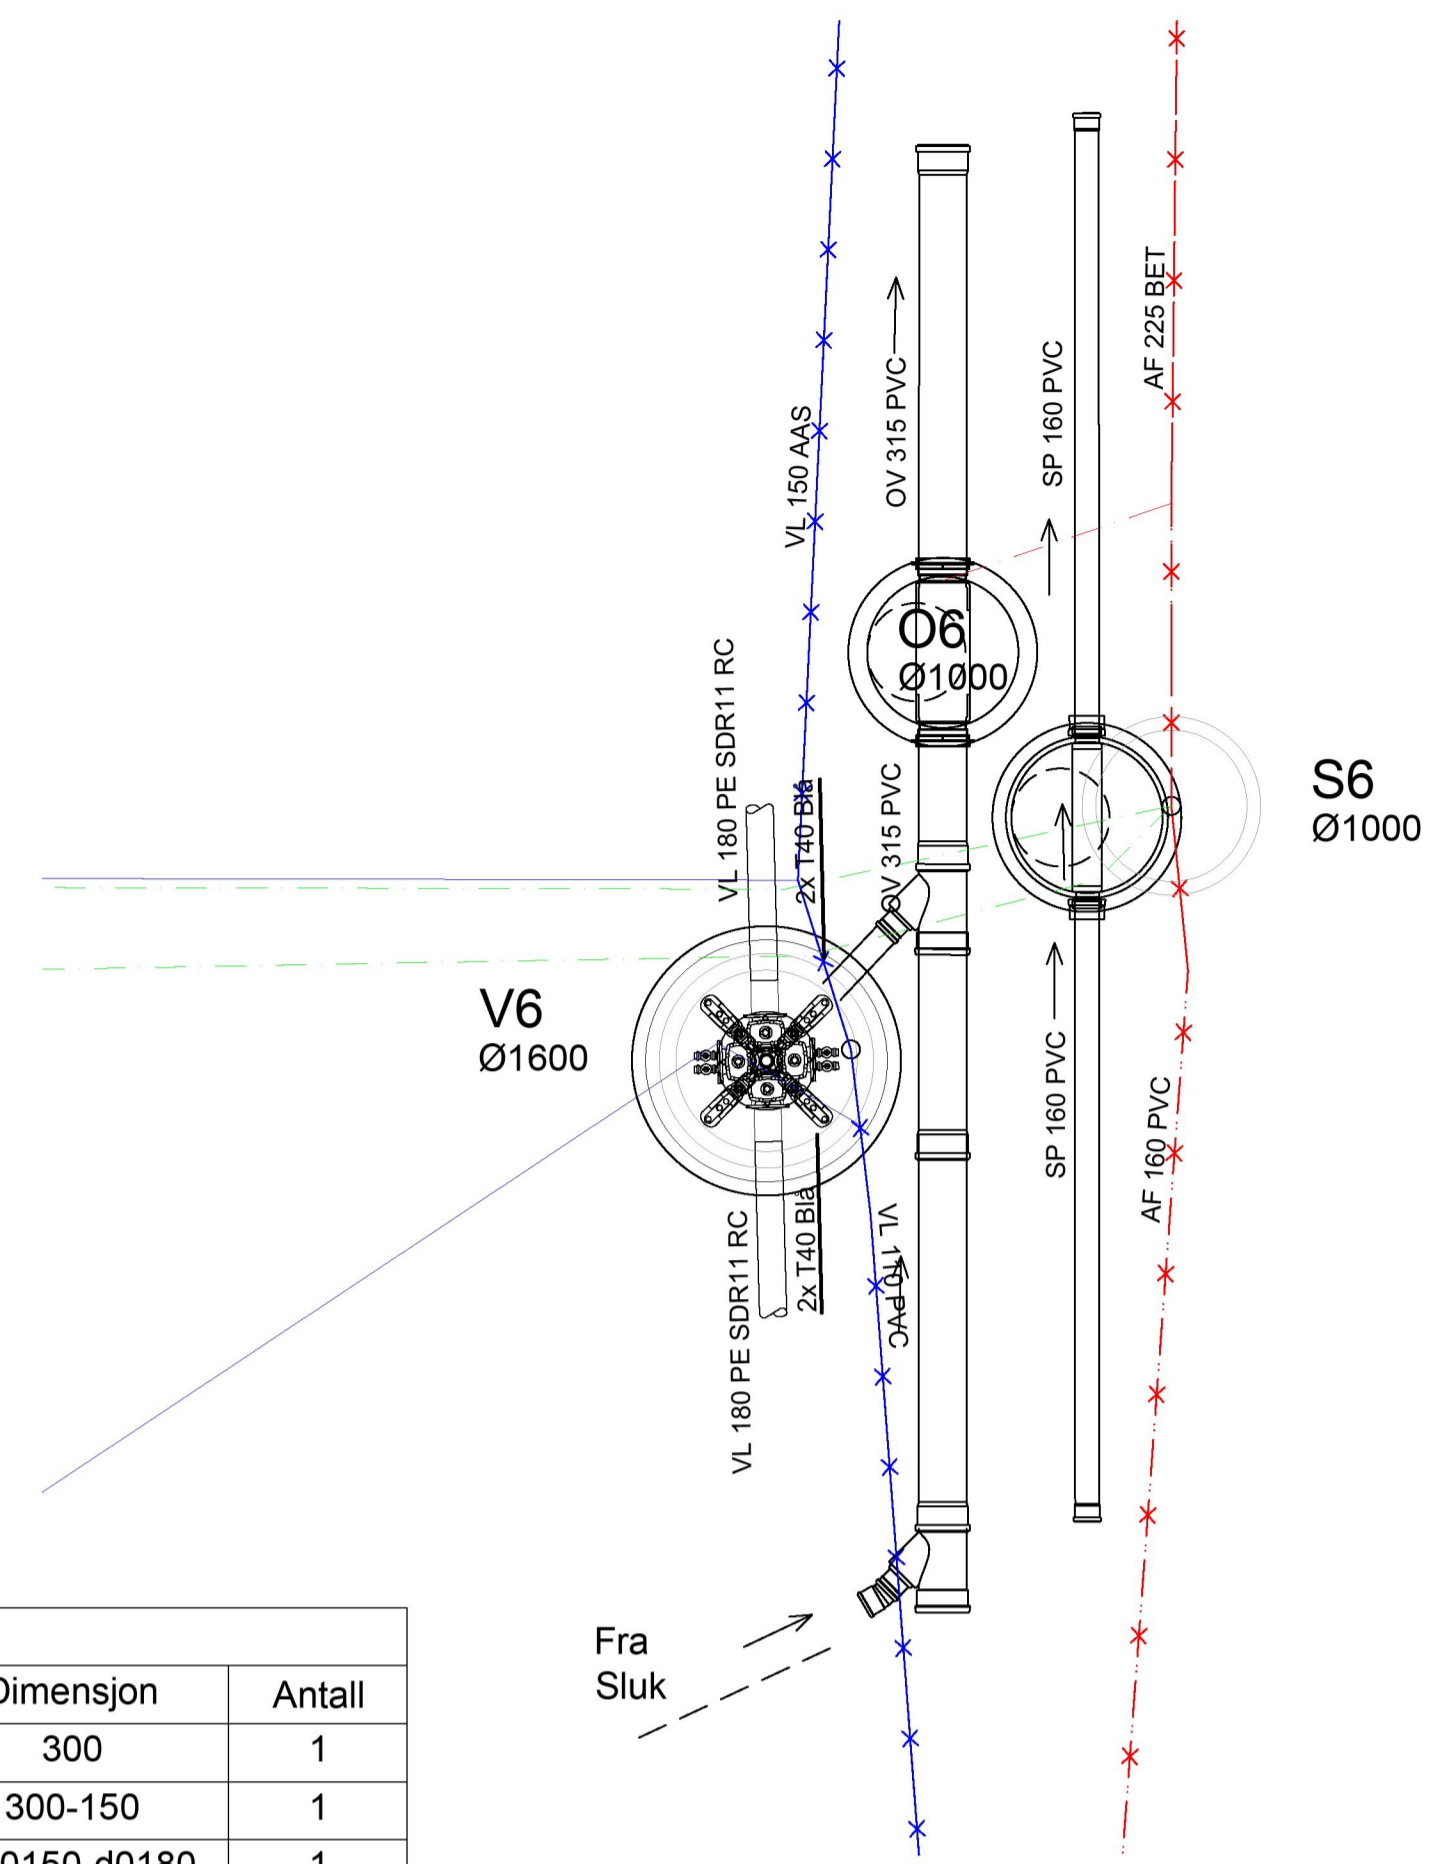 AF 225 BET
SP 160 PVC
OV 315 PVC
VL 150 AAS
O6
Ø1000
VL 180 PE SDR11 RC
2x T40 Blå
OV 315 PVC
S6
Ø1000
V6
Ø1600
SP 160 PVC
AF 160 PVC
VL 180 PE SDR11 RC
2x T40 Blå
VL 110 PVC
Fra
Sluk
Dimensjon Antall
300 1
300-150 1
0150-d0180 1